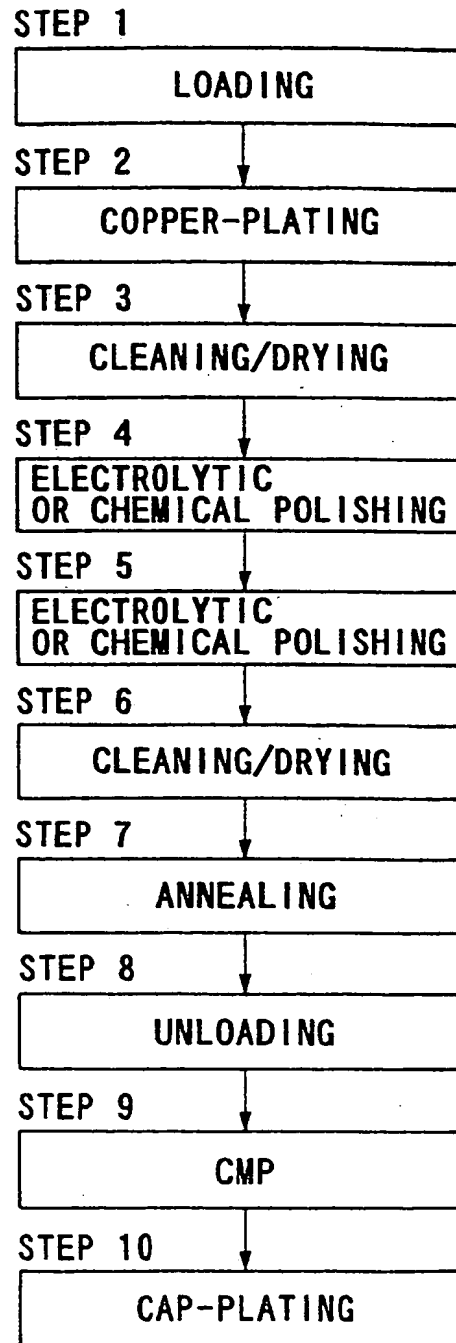 STEP 1
LOADING
STEP 2
COPPER-PLATING
STEP 3
CLEANING/DRYING
STEP 4
ELECTROLYTIC
OR CHEMICAL POLISHING
STEP 5
ELECTROLYTIC
OR CHEMICAL POLISHING
STEP 6
CLEANING/DRYING
STEP 7
ANNEALING
STEP 8
UNLOADING
STEP 9
CMP
STEP 10
CAP-PLATING